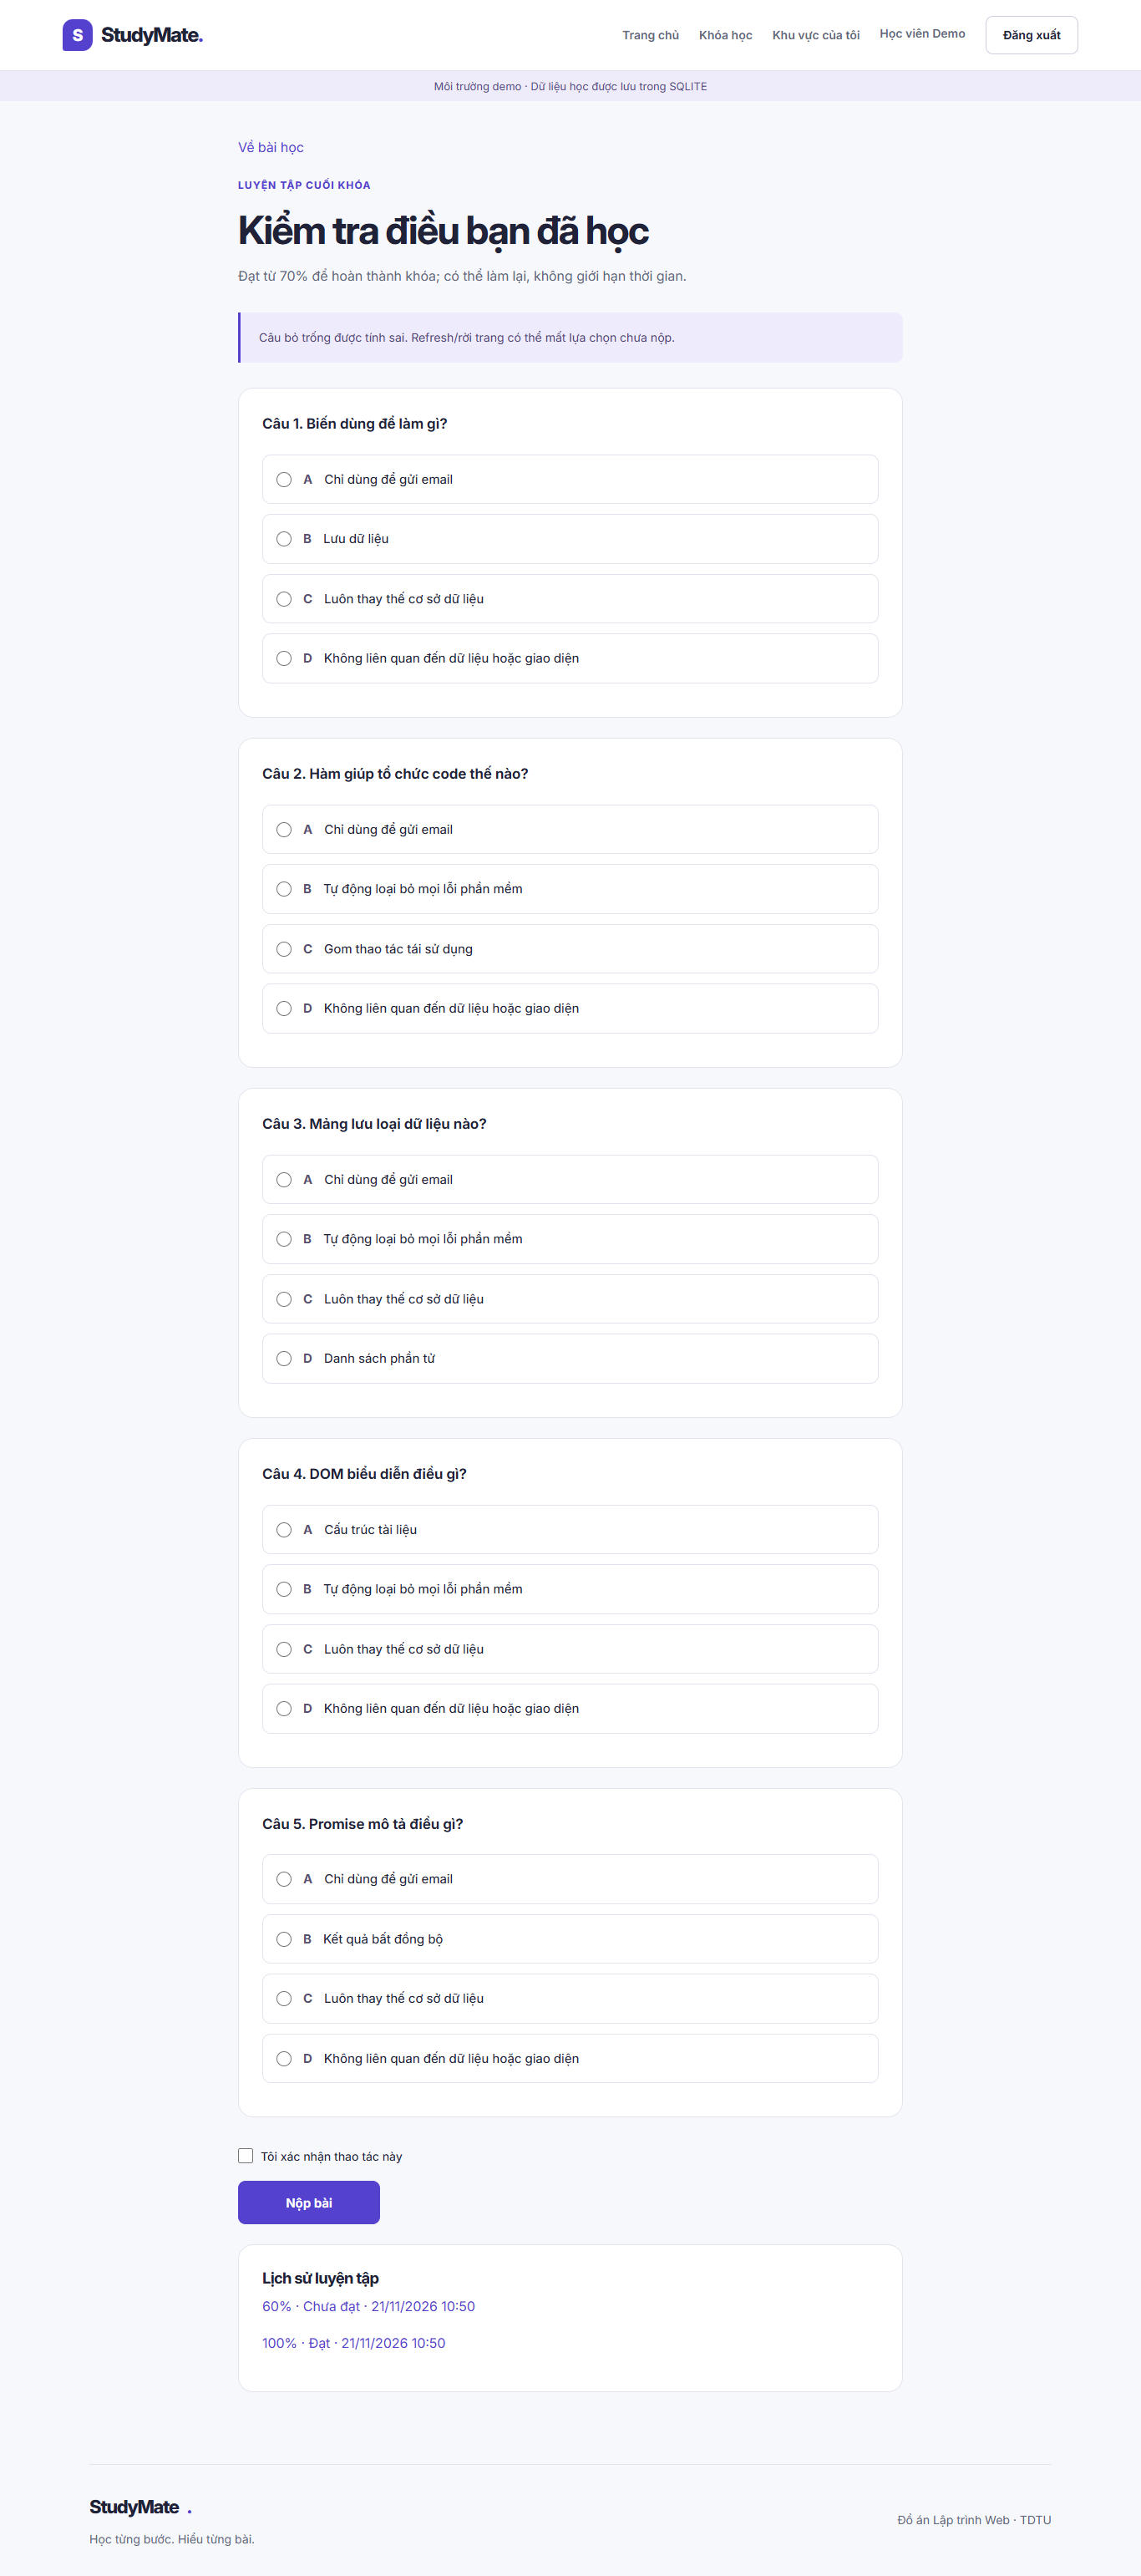 S StudyMate.
Trang chủ Khóa học Khu vực của tôi Học viên Demo Đăng xuất
Môi trường demo · Dữ liệu học được lưu trong SQLITE
Về bài học
LUYỆN TẬP CUỐI KHÓA
Kiểm tra điều bạn đã học
Đạt từ 70% để hoàn thành khóa; có thể làm lại, không giới hạn thời gian.
Câu bỏ trống được tính sai. Refresh/rời trang có thể mất lựa chọn chưa nộp.
Câu 1. Biến dùng để làm gì?
A Chỉ dùng để gửi email
B Lưu dữ liệu
C Luôn thay thế cơ sở dữ liệu
D Không liên quan đến dữ liệu hoặc giao diện
Câu 2. Hàm giúp tổ chức code thế nào?
A Chỉ dùng để gửi email
B Tự động loại bỏ mọi lỗi phần mềm
C Gom thao tác tái sử dụng
D Không liên quan đến dữ liệu hoặc giao diện
Câu 3. Mảng lưu loại dữ liệu nào?
A Chỉ dùng để gửi email
B Tự động loại bỏ mọi lỗi phần mềm
C Luôn thay thế cơ sở dữ liệu
D Danh sách phần tử
Câu 4. DOM biểu diễn điều gì?
A Cấu trúc tài liệu
B Tự động loại bỏ mọi lỗi phần mềm
C Luôn thay thế cơ sở dữ liệu
D Không liên quan đến dữ liệu hoặc giao diện
Câu 5. Promise mô tả điều gì?
A Chỉ dùng để gửi email
B Kết quả bất đồng bộ
C Luôn thay thế cơ sở dữ liệu
D Không liên quan đến dữ liệu hoặc giao diện
Tôi xác nhận thao tác này
Nộp bài
Lịch sử luyện tập
60% · Chưa đạt · 21/11/2026 10:50
100% · Đạt · 21/11/2026 10:50
StudyMate .
Học từng bước. Hiểu từng bài.
Đồ án Lập trình Web · TDTU